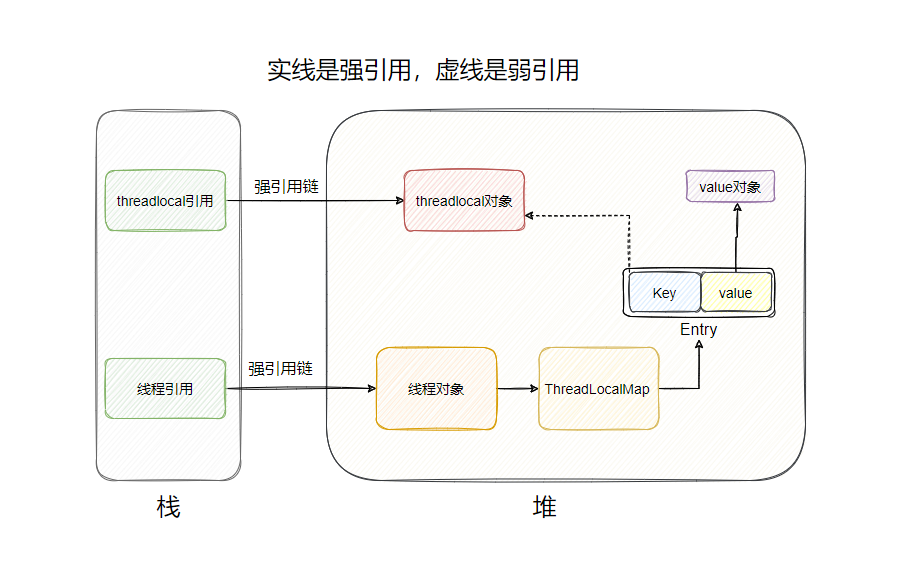 实线是强引用，虚线是弱引用
threadlocal引用
强引用链
threadlocal对象
value对象
Key
value
Entry
线程引用
强引用链
线程对象
ThreadLocalMap
栈
堆